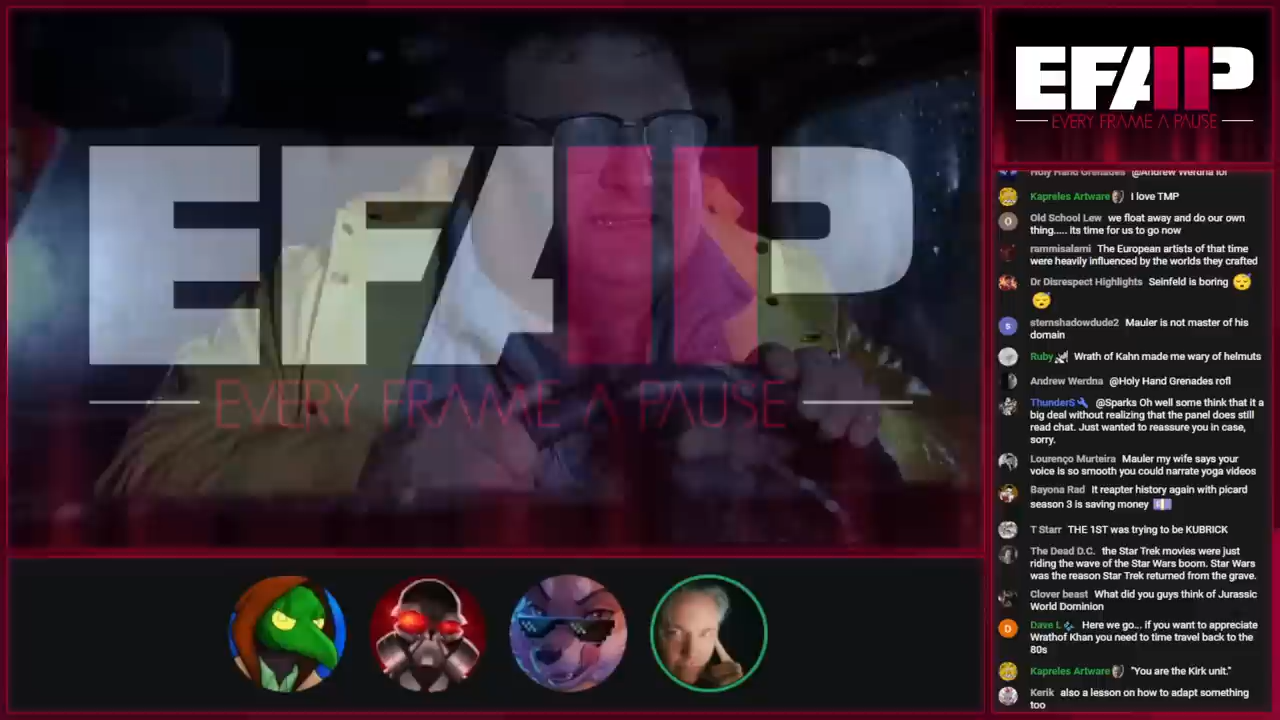 EFAP
EVERY FRAME A PAUSE
EFAP
EVERY FRAME A PAUSE
Holy Hand Grenades @Andrew Werdna lol
Kapreles Artware I love TMP
Old School Lew we float away and do our own
thing..... its time for us to go now
rammisalami The European artists of that time
were heavily influenced by the worlds they crafted
Dr Disrespect Highlights Seinfeld is boring
sternshadowdude2 Mauler is not master of his
domain
Ruby Wrath of Kahn made me wary of helmuts
Andrew Werdna @Holy Hand Grenades rofl
ThunderS @Sparks Oh well some think that it a
big deal without realizing that the panel does still
read chat. Just wanted to reassure you in case,
sorry.
Lourenço Murteira Mauler my wife says your
voice is so smooth you could narrate yoga videos
Bayona Rad It reapter history again with picard
season 3 is saving money
T Starr THE 1ST was trying to be KUBRICK
The Dead D.C. the Star Trek movies were just
riding the wave of the Star Wars boom. Star Wars
was the reason Star Trek returned from the grave.
Clover beast What did you guys think of Jurassic
World Dominion
D
Dave L Here we go... if you want to appreciate
Wrathof Khan you need to time travel back to the
80s
Kapreles Artware "You are the Kirk unit."
Kerik also a lesson on how to adapt something
too